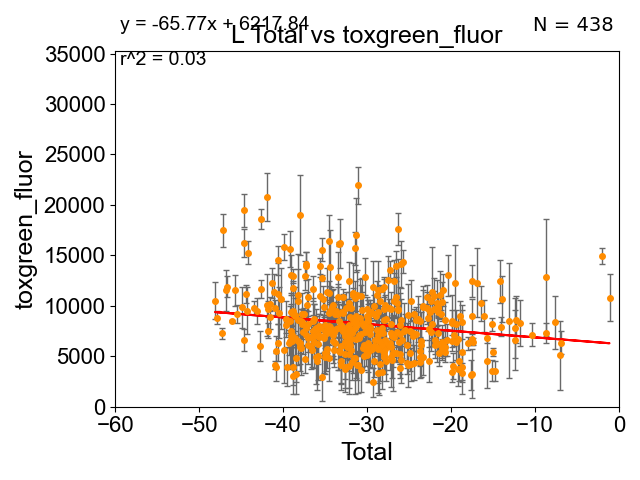 y = -65.77x + 6217.84
N = 438
L Total vs toxgreen_fluor
r^2 = 0.03
35000
30000
25000
20000
15000
10000
5000
0
toxgreen_fluor
−60 −50 −40 −30 −20 −10 0
Total